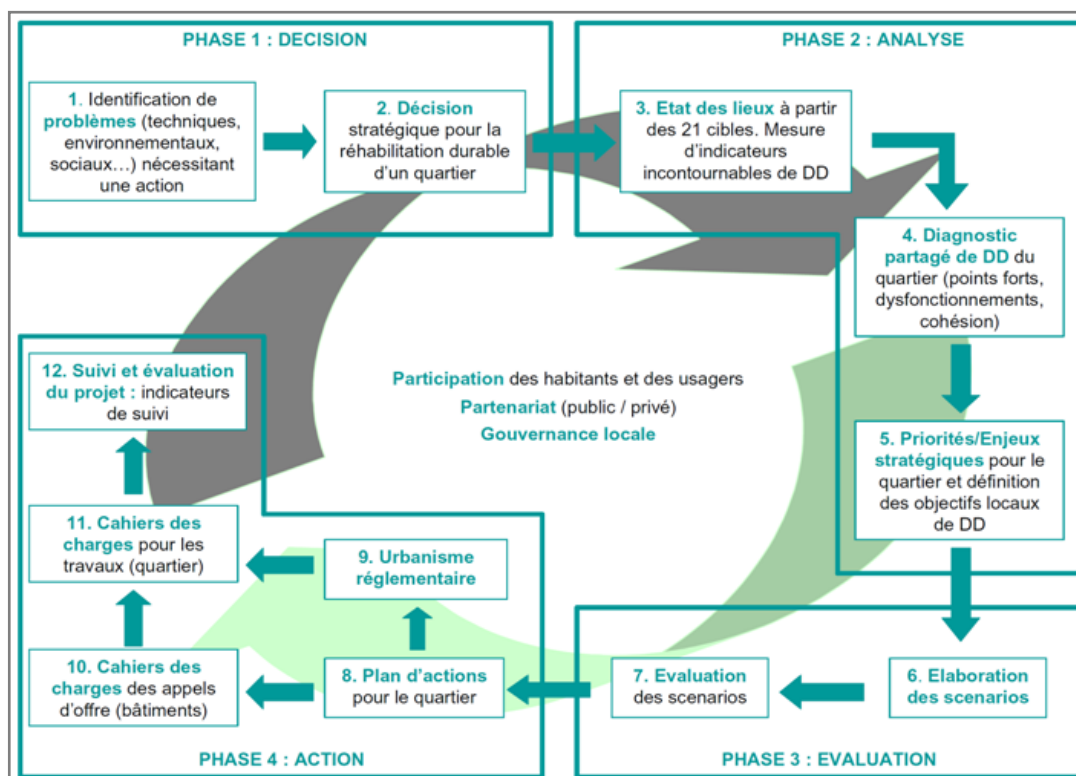 PHASE 1 : DECISION
1. Identification de
problèmes (techniques,
environnementaux,
sociaux…) nécessitant
une action
2. Décision
stratégique pour la
réhabilitation durable
d'un quartier
PHASE 2 : ANALYSE
3. Etat des lieux à partir
des 21 cibles. Mesure
d'indicateurs
incontournables de DD
4. Diagnostic
partagé de DD du
quartier (points forts,
dysfonctionnements,
cohésion)
5. Priorités/Enjeux
stratégiques pour le
quartier et définition
des objectifs locaux
de DD
Participation des habitants et des usagers
Partenariat (public / privé)
Gouvernance locale
6. Elaboration
des scenarios
7. Evaluation
des scenarios
PHASE 3 : EVALUATION
8. Plan d'actions
pour le quartier
9. Urbanisme
réglementaire
10. Cahiers des
charges des appels
d'offre (bâtiments)
11. Cahiers des
charges pour les
travaux (quartier)
12. Suivi et évaluation
du projet : indicateurs
de suivi
PHASE 4 : ACTION